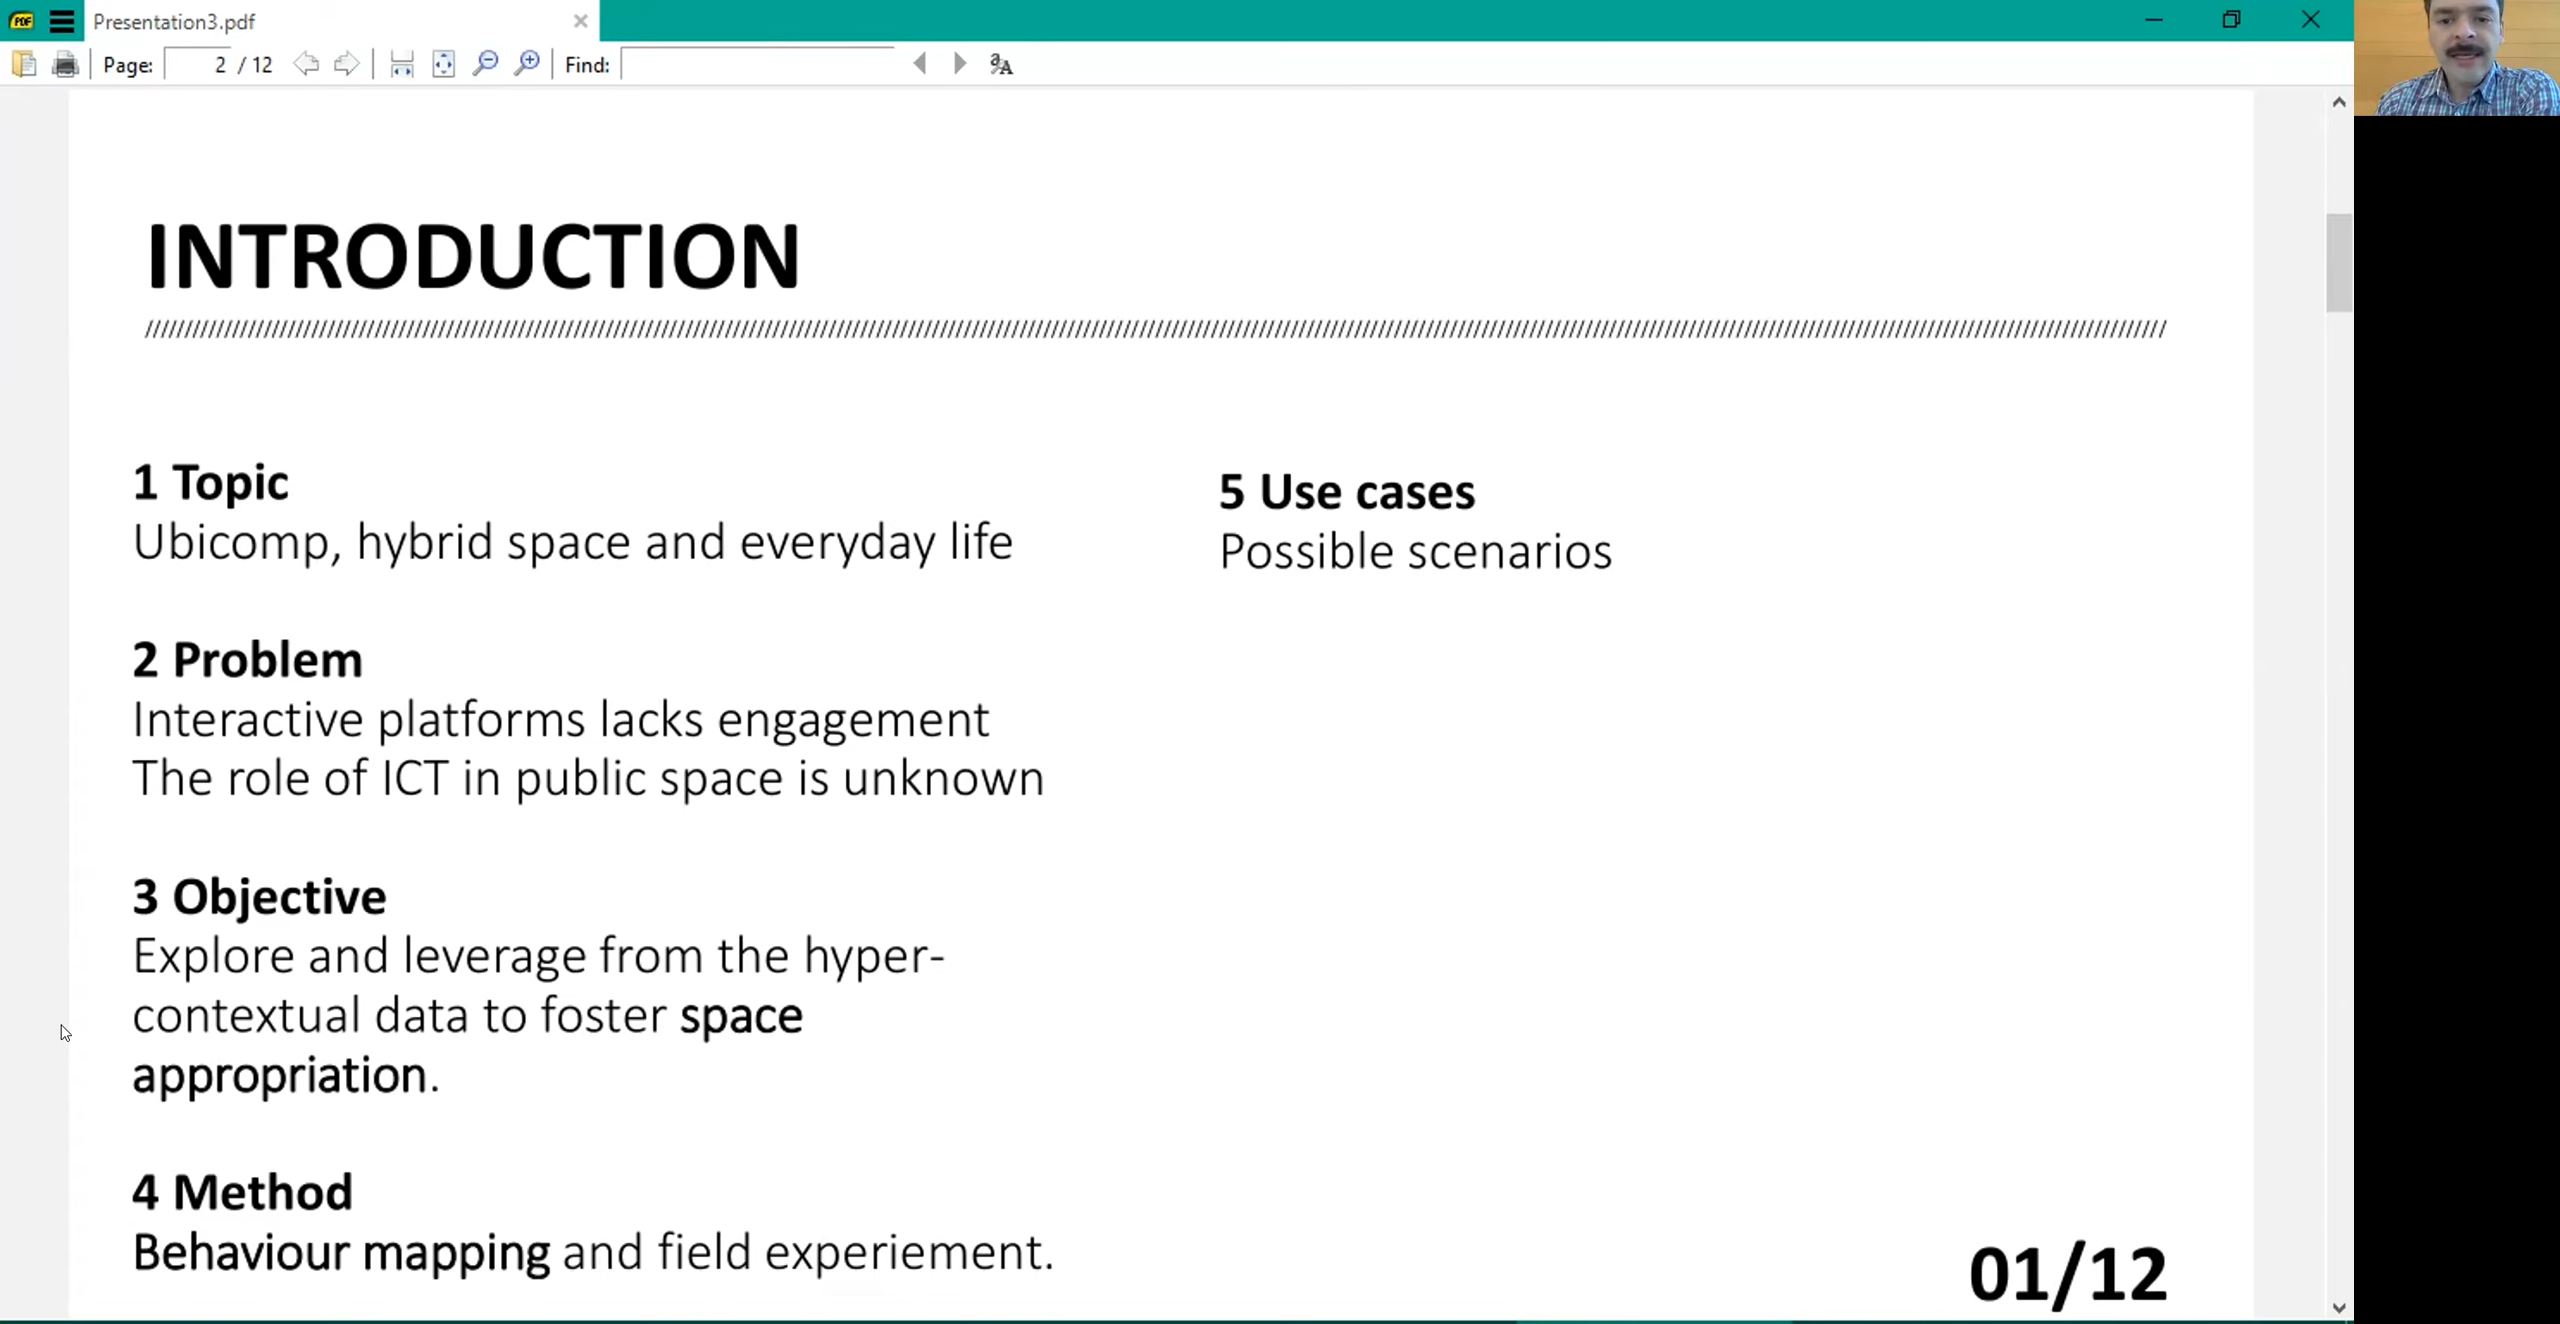 Presentation3.pdf
Page: 2 / 12 Find:
INTRODUCTION
1 Topic
Ubicomp, hybrid space and everyday life
2 Problem
Interactive platforms lacks engagement
The role of ICT in public space is unknown
3 Objective
Explore and leverage from the hyper-
contextual data to foster space
appropriation.
4 Method
Behaviour mapping and field experiement.
5 Use cases
Possible scenarios
01/12